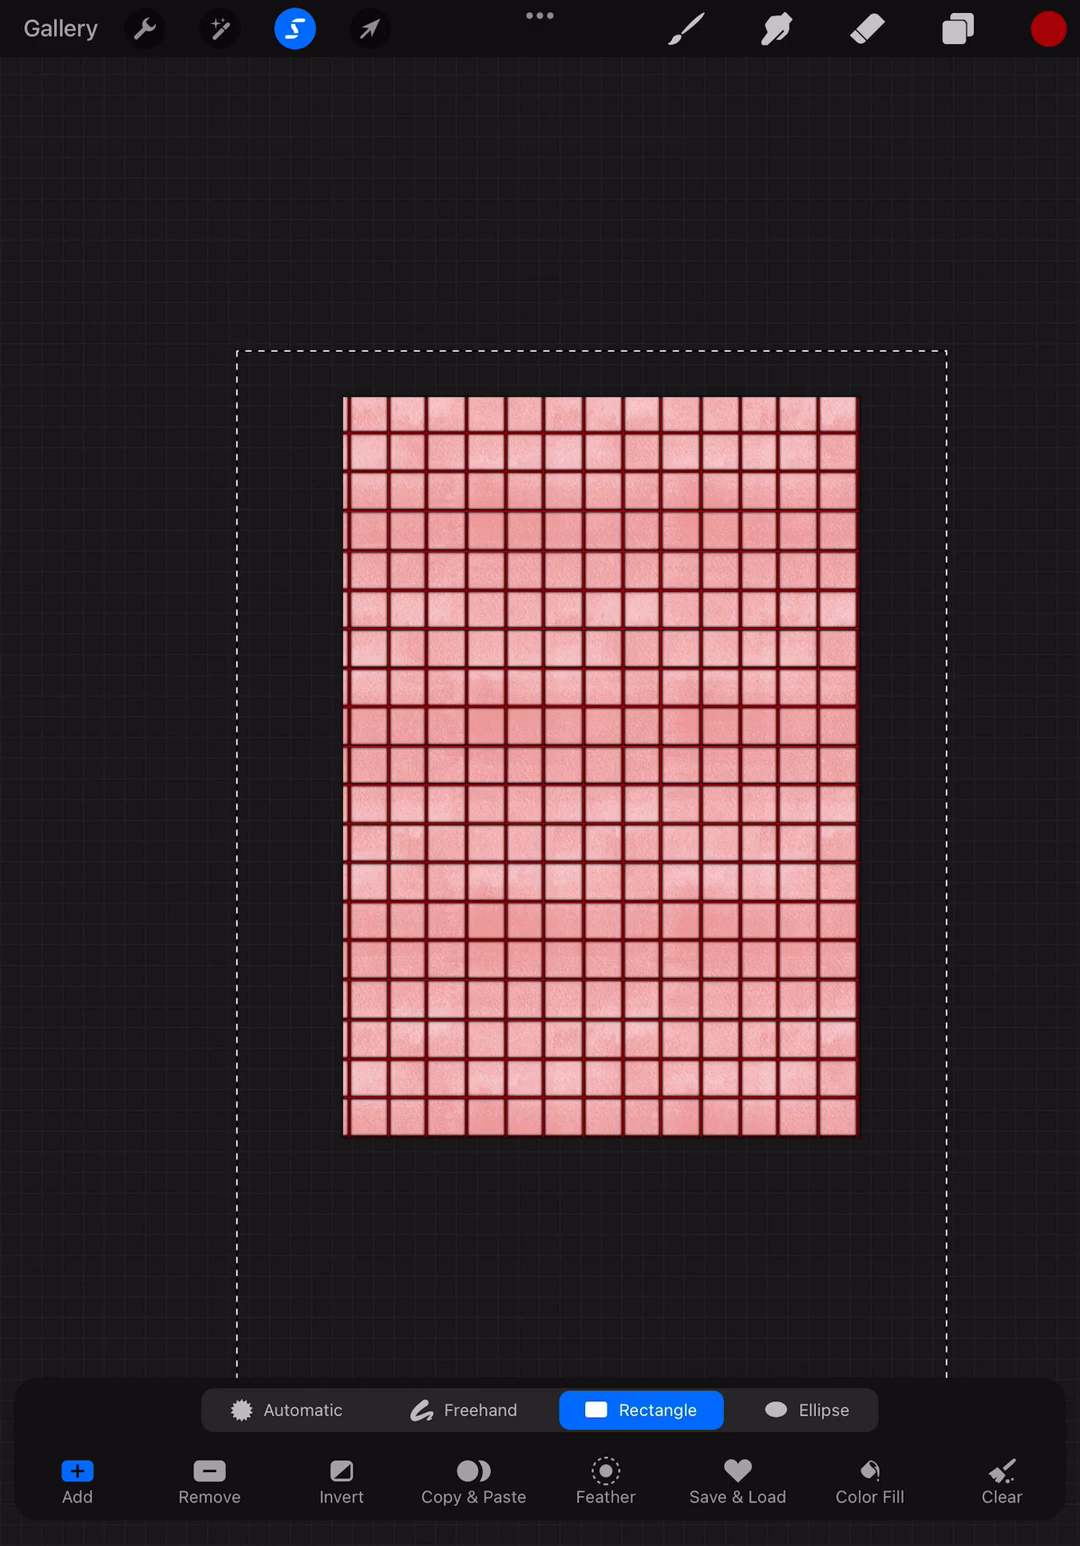 Gallery
Automatic Freehand Rectangle Ellipse
Add Remove Invert Copy & Paste Feather Save & Load Color Fill Clear